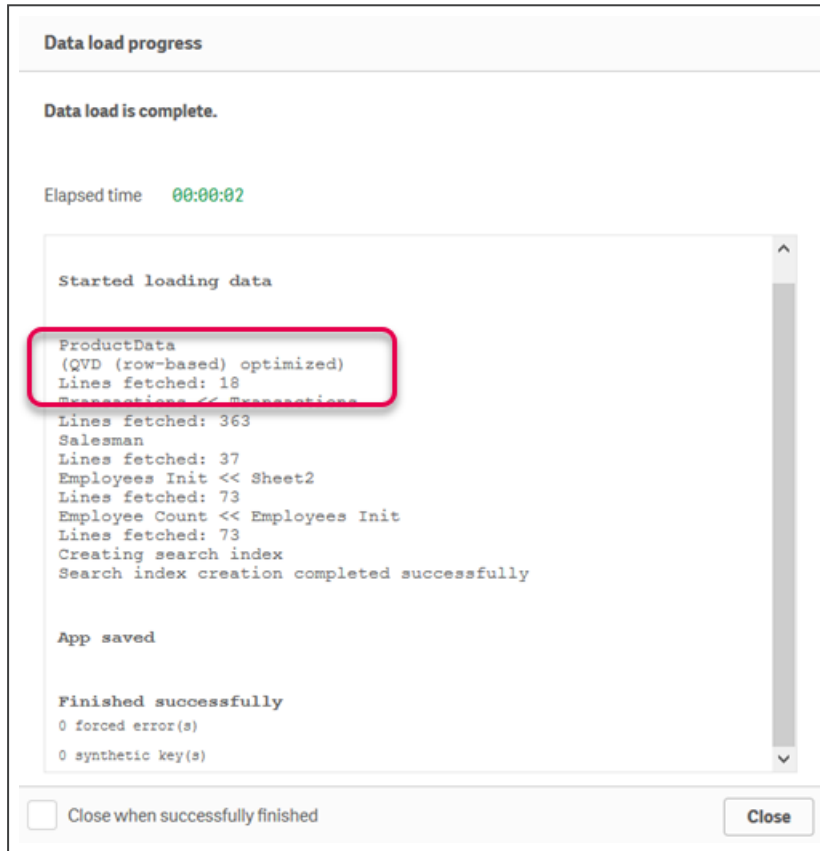 Data load progress
Data load is complete.
Elapsed time 00:00:02
Started loading data
ProductData
(QVD (row-based) optimized)
Lines fetched: 18
Transactions << Transactions
Lines fetched: 363
Salesman
Lines fetched: 37
Employees Init << Sheet2
Lines fetched: 73
Employee Count << Employees Init
Lines fetched: 73
Creating search index
Search index creation completed successfully
App saved
Finished successfully
0 forced error(s)
0 synthetic key(s)
Close when successfully finished
Close